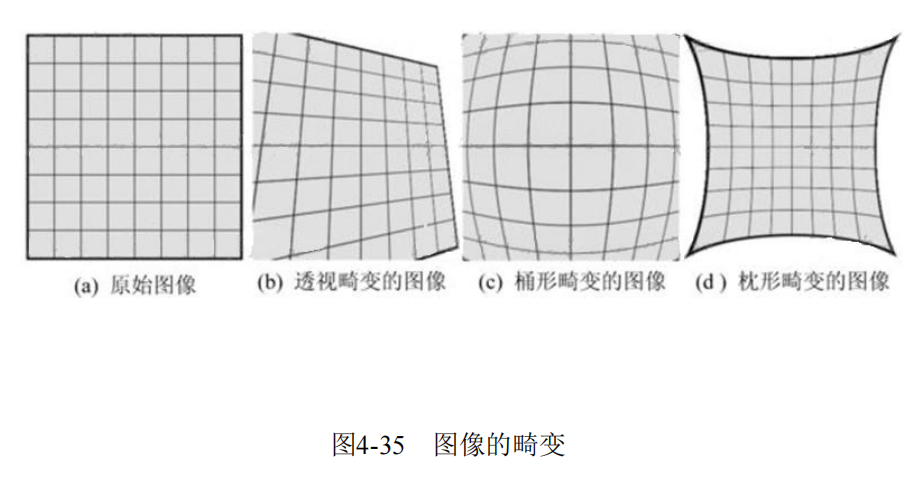 (a) 原始图像
(b) 透视畸变的图像
(c) 桶形畸变的图像
(d ) 枕形畸变的图像
图4-35 图像的畸变